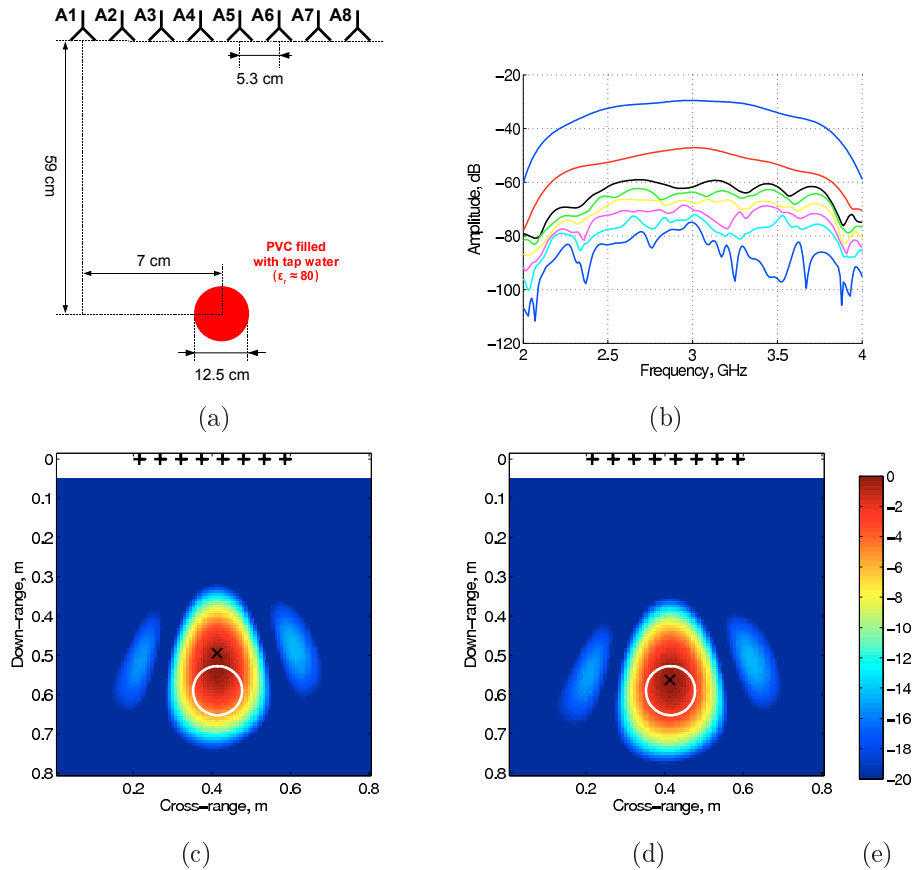 A1 A2 A3 A4 A5 A6 A7 A8
5.3 cm
59 cm
7 cm
PVC filled
with tap water
(εr ≈ 80)
12.5 cm
(a)
Amplitude, dB
−20
−40
−60
−80
−100
−120
2 2.5 3 3.5 4
Frequency, GHz
(b)
Down−range, m
0
0.1
0.2
0.3
0.4
0.5
0.6
0.7
0.8
0 0.2 0.4 0.6 0.8
Cross−range, m
(c)
Down−range, m
0
0.1
0.2
0.3
0.4
0.5
0.6
0.7
0.8
0 0.2 0.4 0.6 0.8
Cross−range, m
(d)
0
−2
−4
−6
−8
−10
−12
−14
−16
−18
−20
(e)